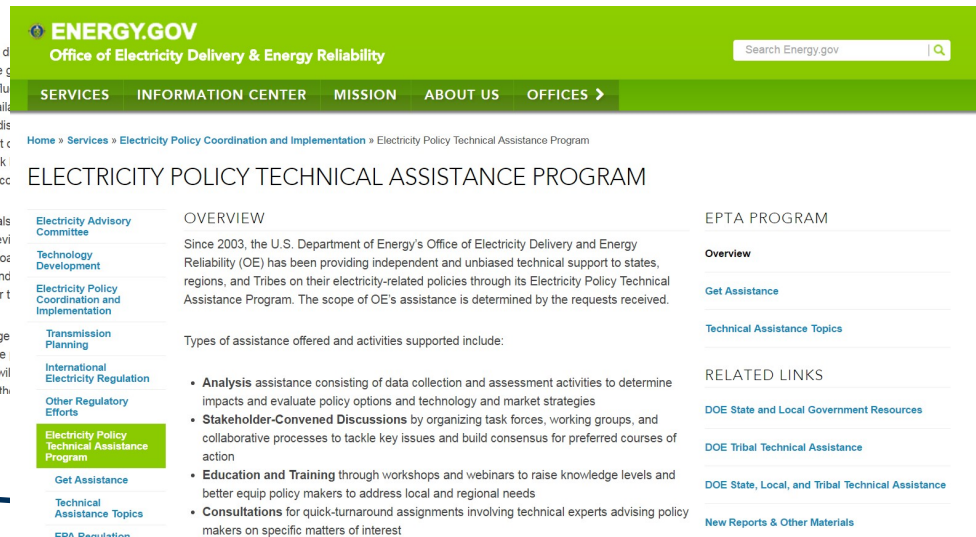 ENERGY.GOV
Office of Electricity Delivery & Energy Reliability
Search Energy.gov
SERVICES INFORMATION CENTER MISSION ABOUT US OFFICES
Home » Services » Electricity Policy Coordination and Implementation » Electricity Policy Technical Assistance Program
ELECTRICITY POLICY TECHNICAL ASSISTANCE PROGRAM
Electricity Advisory
Committee
Technology
Development
Electricity Policy
Coordination and
Implementation
Transmission
Planning
International
Electricity Regulation
Other Regulatory
Efforts
Electricity Policy
Technical Assistance
Program
Get Assistance
Technical
Assistance Topics
EPA Regulation
OVERVIEW
Since 2003, the U.S. Department of Energy's Office of Electricity Delivery and Energy
Reliability (OE) has been providing independent and unbiased technical support to states,
regions, and Tribes on their electricity-related policies through its Electricity Policy Technical
Assistance Program. The scope of OE's assistance is determined by the requests received.
Types of assistance offered and activities supported include:
• Analysis assistance consisting of data collection and assessment activities to determine
impacts and evaluate policy options and technology and market strategies
• Stakeholder-Convened Discussions by organizing task forces, working groups, and
collaborative processes to tackle key issues and build consensus for preferred courses of
action
• Education and Training through workshops and webinars to raise knowledge levels and
better equip policy makers to address local and regional needs
• Consultations for quick-turnaround assignments involving technical experts advising policy
makers on specific matters of interest
EPTA PROGRAM
Overview
Get Assistance
Technical Assistance Topics
RELATED LINKS
DOE State and Local Government Resources
DOE Tribal Technical Assistance
DOE State, Local, and Tribal Technical Assistance
New Reports & Other Materials